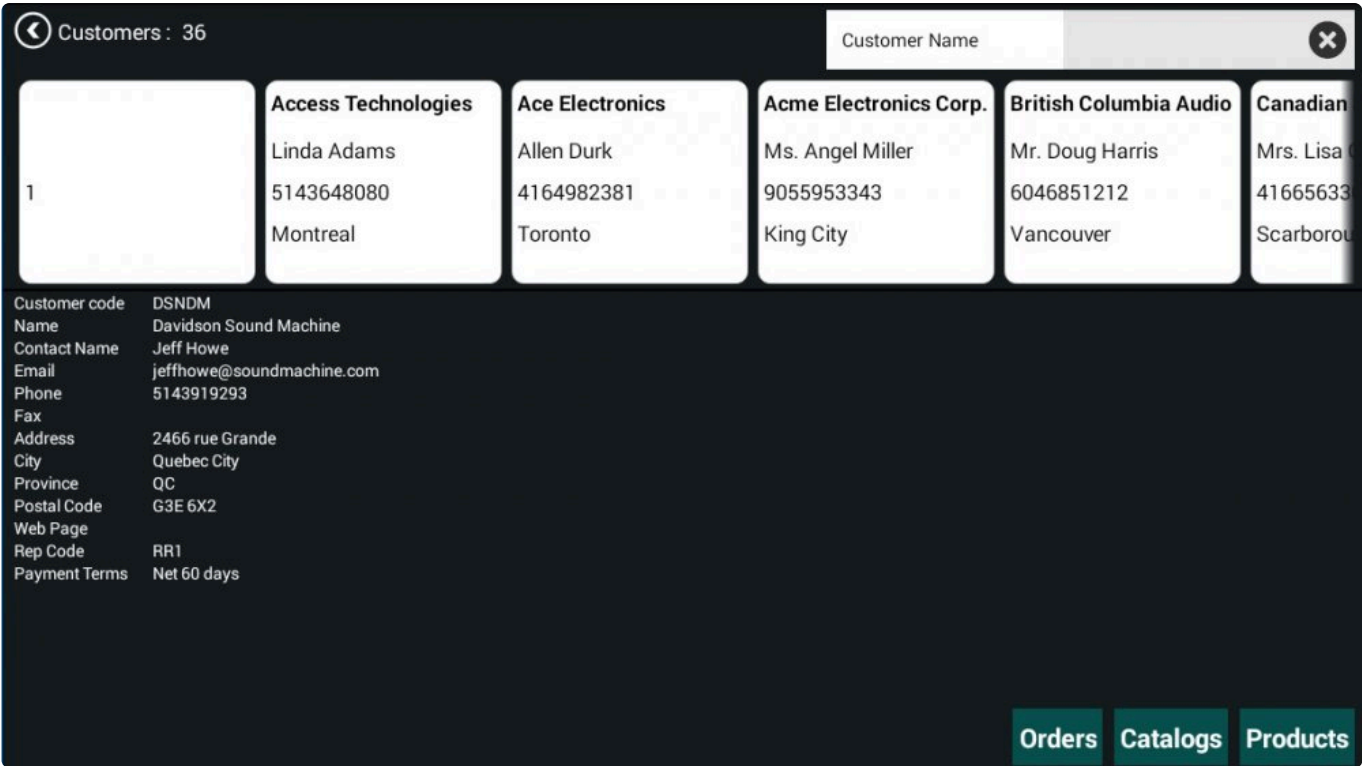 Customers : 36
Customer Name
1
Access Technologies
Linda Adams
5143648080
Montreal
Ace Electronics
Allen Durk
4164982381
Toronto
Acme Electronics Corp.
Ms. Angel Miller
9055953343
King City
British Columbia Audio
Mr. Doug Harris
6046851212
Vancouver
Canadian
Mrs. Lisa
41665633
Scarborou
Customer code DSNDM
Name Davidson Sound Machine
Contact Name Jeff Howe
Email jeffhowe@soundmachine.com
Phone 5143919293
Fax
Address 2466 rue Grande
City Quebec City
Province QC
Postal Code G3E 6X2
Web Page
Rep Code RR1
Payment Terms Net 60 days
Orders Catalogs Products